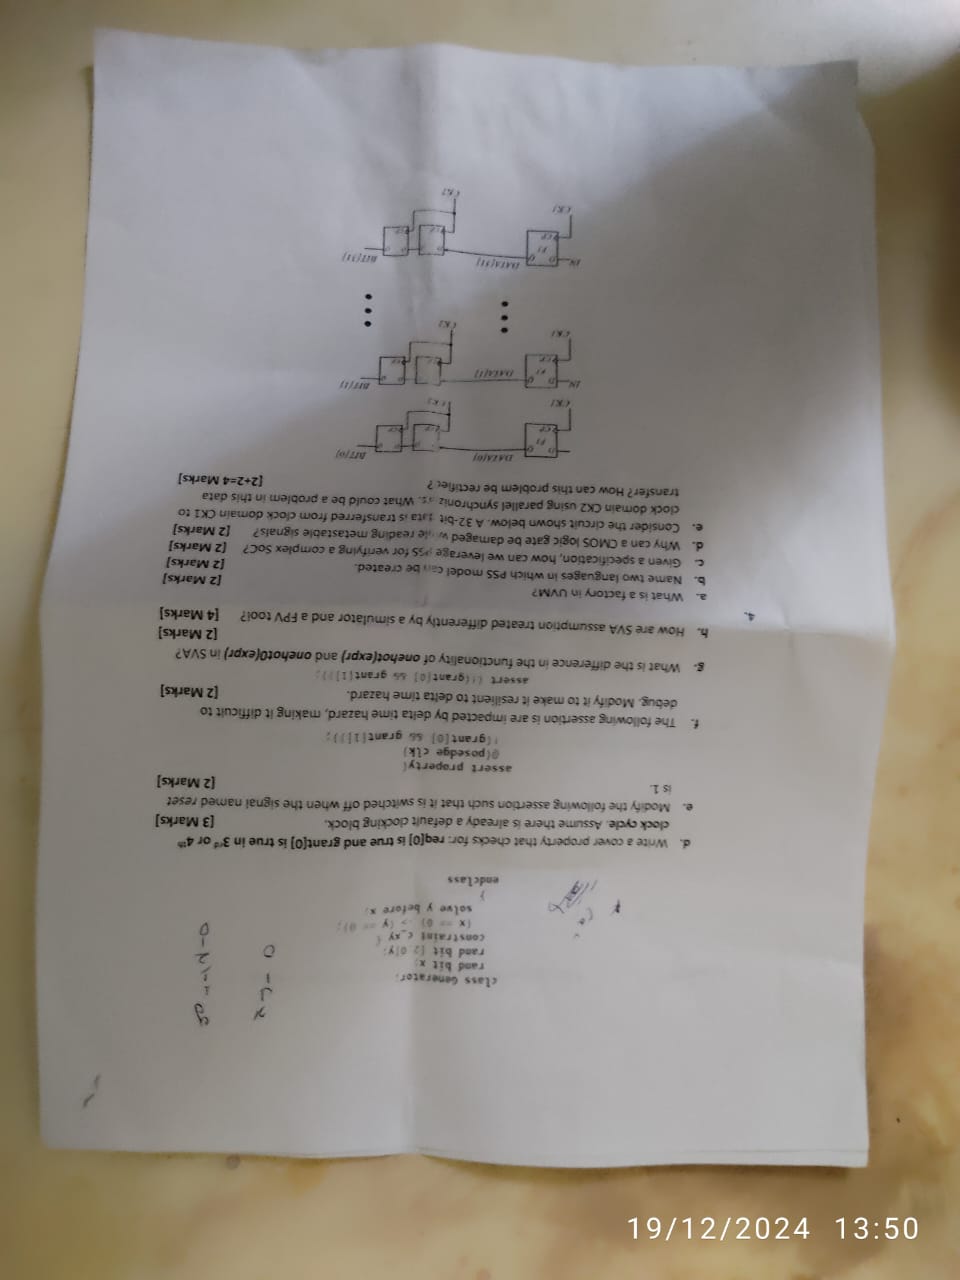 class Generator;
rand bit x;
rand bit [2:0]y;
constraint c_xy {
(x == 0) -> (y == 0);
solve y before x;
}
endclass
d. Write a cover property that checks for: req[0] is true and grant[0] is true in 3rd or 4th
clock cycle. Assume there is already a default clocking block. [3 Marks]
e. Modify the following assertion such that it is switched off when the signal named reset
is 1. [2 Marks]
assert property(
@(posedge clk)
!(grant[0] && grant[1]));
f. The following assertion is are impacted by delta time hazard, making it difficult to
debug. Modify it to make it resilient to delta time hazard. [2 Marks]
assert (!(grant[0] && grant[1]));
g. What is the difference in the functionality of onehot(expr) and onehot0(expr) in SVA?
[2 Marks]
h. How are SVA assumption treated differently by a simulator and a FPV tool? [4 Marks]
4.
a. What is a factory in UVM? [2 Marks]
b. Name two languages in which PSS model can be created. [2 Marks]
c. Given a specification, how can we leverage PSS for verifying a complex SoC? [2 Marks]
d. Why can a CMOS logic gate be damaged while reading metastable signals? [2 Marks]
e. Consider the circuit shown below. A 32-bit data is transferred from clock domain CK1 to
clock domain CK2 using parallel synchronizers. What could be a problem in this data
transfer? How can this problem be rectified? [2+2=4 Marks]
D Q F1 CP CK1 DATA[0] CK2 BIT[0]
IN D Q F1 CP CK1 DATA[1] CK2 BIT[1]
IN D Q F1 CP CK1 DATA[31] CK2 BIT[31]
19/12/2024 13:50